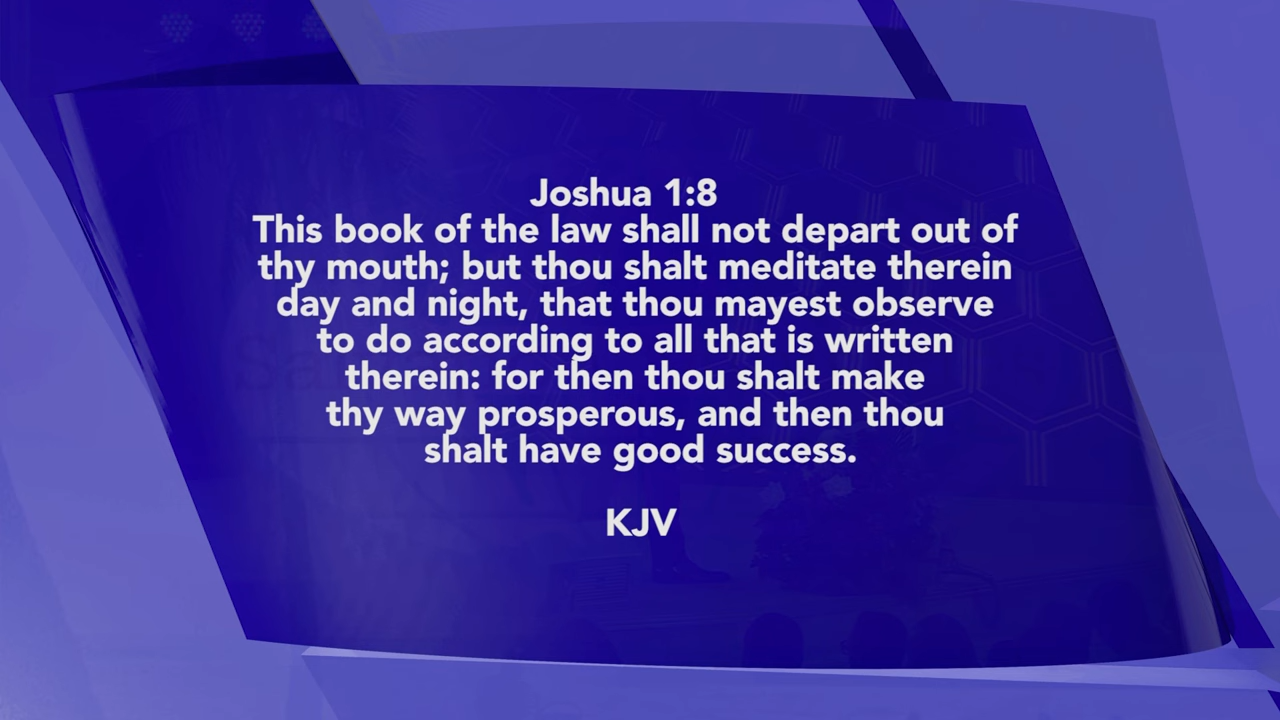 Joshua 1:8
This book of the law shall not depart out of
thy mouth; but thou shalt meditate therein
day and night, that thou mayest observe
to do according to all that is written
therein: for then thou shalt make
thy way prosperous, and then thou
shalt have good success.
KJV